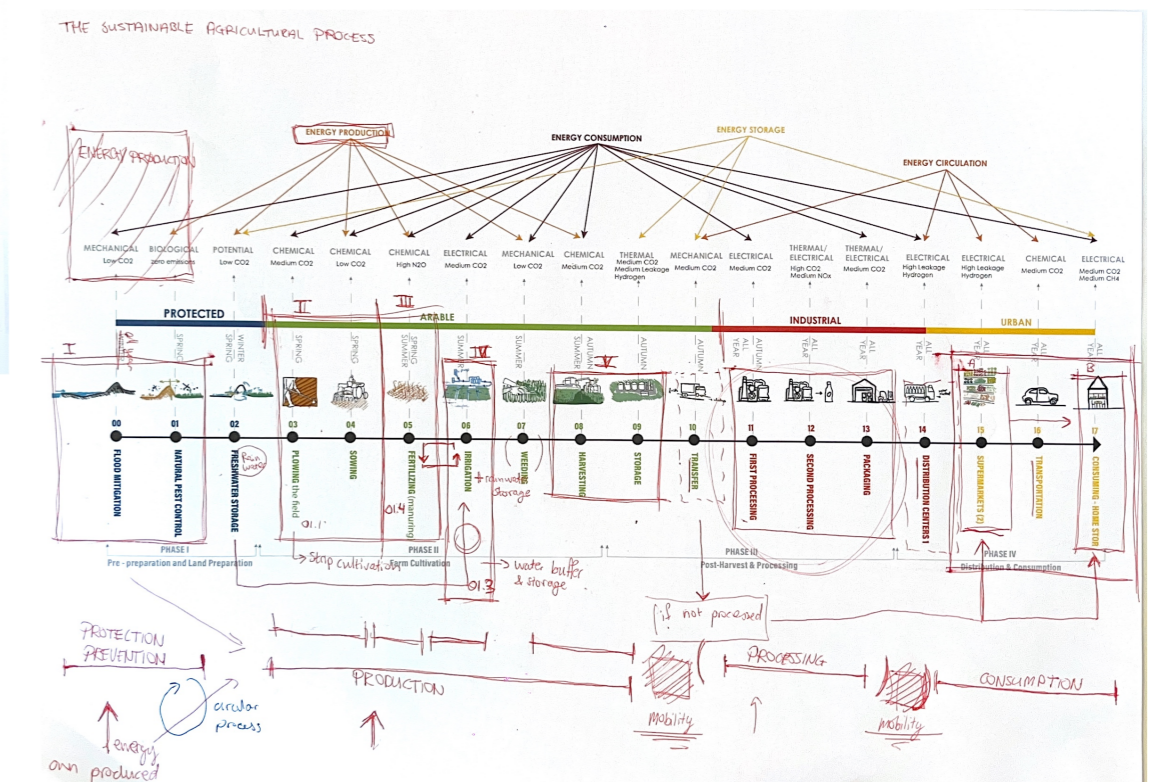 THE SUSTAINABLE AGRICULTURAL PROCESS
ENERGY PRODUCTION
ENERGY PRODUCTION
ENERGY CONSUMPTION
ENERGY STORAGE
ENERGY CIRCULATION
MECHANICAL
Low CO2
BIOLOGICAL
zero emissions
POTENTIAL
Low CO2
CHEMICAL
Medium CO2
CHEMICAL
Low CO2
CHEMICAL
High N2O
ELECTRICAL
Medium CO2
MECHANICAL
Low CO2
CHEMICAL
Medium CO2
THERMAL
Medium CO2
Medium Leakage
Hydrogen
MECHANICAL
Medium CO2
ELECTRICAL
Medium CO2
THERMAL/
ELECTRICAL
High CO2
Medium NOx
THERMAL/
ELECTRICAL
Medium CO2
ELECTRICAL
High Leakage
Hydrogen
ELECTRICAL
High Leakage
Hydrogen
CHEMICAL
Medium CO2
ELECTRICAL
Medium CO2
Medium CH4
II
III
PROTECTED
ARABLE
INDUSTRIAL
URBAN
I
SPRING
WINTER
SPRING
SPRING
SPRING
SPRING
SUMMER
SUMMER
IV
SUMMER
AUTUMN
SUMMER
V
AUTUMN
AUTUMN
ALL
YEAR
AUTUMN
ALL
YEAR
ALL
YEAR
ALL
YEAR
ALL
YEAR
A
ALL
YEAR
ALL
YEAR
B
00
01
02
03
04
05
06
07
08
09
10
11
12
13
14
15
16
17
FLOOD MITIGATION
NATURAL PEST CONTROL
FRESHWATER STORAGE
Rain
water
PLOWING the field
SOWING
FERTILIZING (manuring
IRRIGATION
WEEDING
HARVESTING
STORAGE
TRANSFER
FIRST PROCEESING
SECOND PROCESSING
PACKAGING
DISTRIBUTION CENTERS1
SUPERMARKETS (2)
TRANSPORTATION
CONSUMING - HOME STOR
+ rainwater
storage
01.1
01.4
01.3
PHASE I
Pre - preparation and Land Preparation
PHASE II
Farm Cultivation
PHASE III
Post-Harvest & Processing
PHASE IV
Distribution & Consumption
→ Strip cultivation
→ water buffer
& storage
(if not processed)
PROTECTION
PREVENTION
PRODUCTION
PROCESSING
CONSUMPTION
Mobility
Mobility
circular
process
energy
own produced